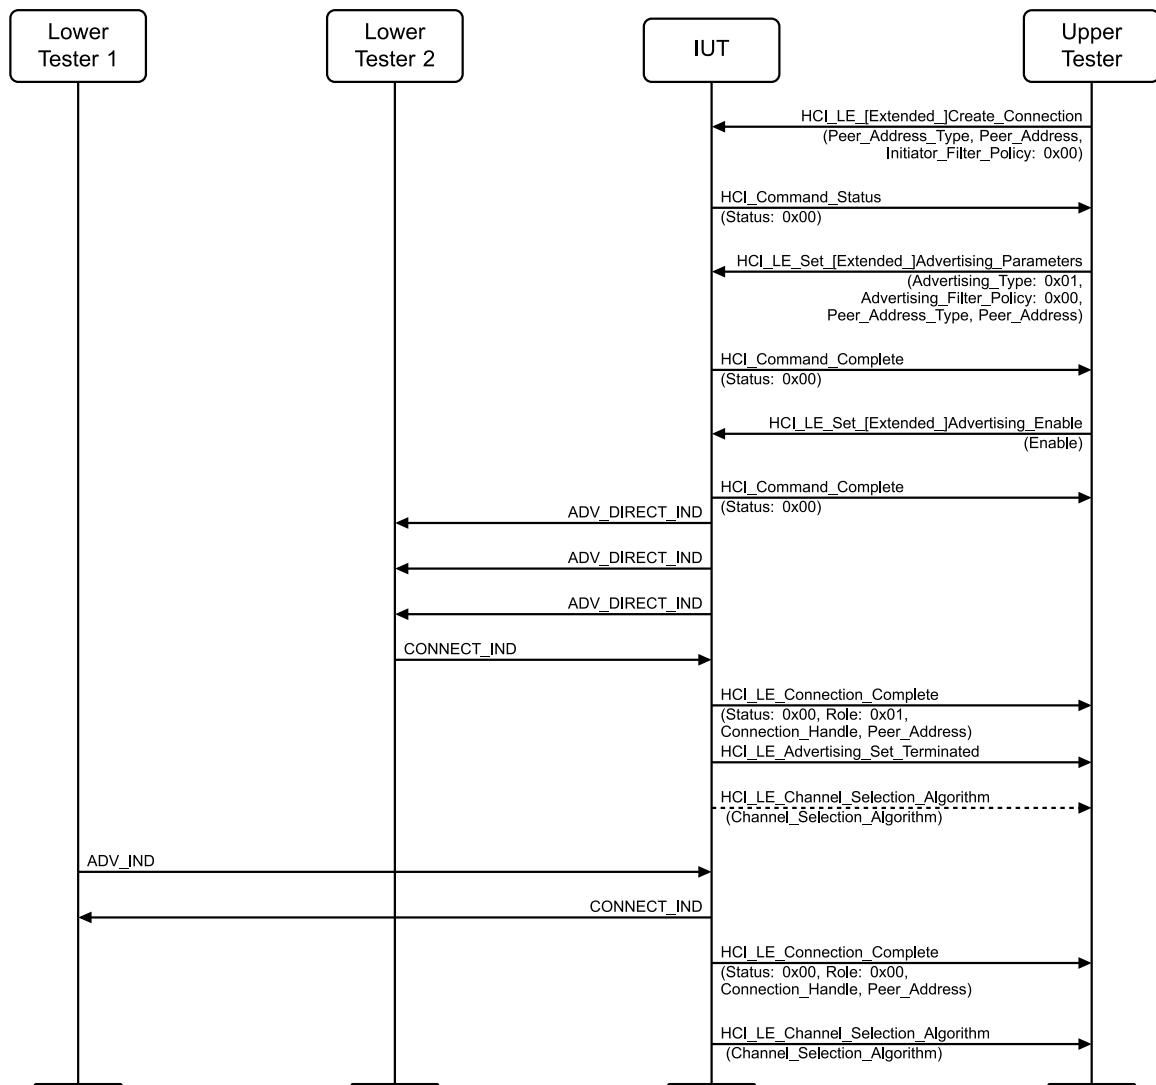 Lower
Tester 1
Lower
Tester 2
IUT
Upper
Tester
HCI_LE_[Extended_]Create_Connection
(Peer_Address_Type, Peer_Address,
Initiator_Filter_Policy: 0x00)
HCI_Command_Status
(Status: 0x00)
HCI_LE_Set_[Extended_]Advertising_Parameters
(Advertising_Type: 0x01,
Advertising_Filter_Policy: 0x00,
Peer_Address_Type, Peer_Address)
HCI_Command_Complete
(Status: 0x00)
HCI_LE_Set_[Extended_]Advertising_Enable
(Enable)
HCI_Command_Complete
(Status: 0x00)
ADV_DIRECT_IND
ADV_DIRECT_IND
ADV_DIRECT_IND
CONNECT_IND
HCI_LE_Connection_Complete
(Status: 0x00, Role: 0x01,
Connection_Handle, Peer_Address)
HCI_LE_Advertising_Set_Terminated
HCI_LE_Channel_Selection_Algorithm
(Channel_Selection_Algorithm)
ADV_IND
CONNECT_IND
HCI_LE_Connection_Complete
(Status: 0x00, Role: 0x00,
Connection_Handle, Peer_Address)
HCI_LE_Channel_Selection_Algorithm
(Channel_Selection_Algorithm)